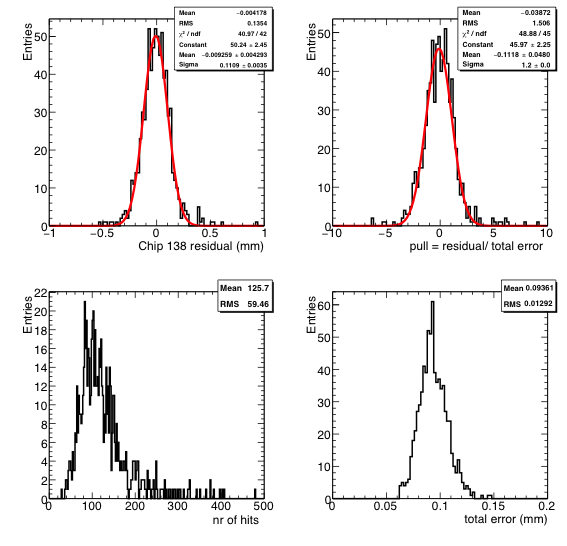 Mean −0.004178
RMS 0.1354
χ² / ndf 40.97 / 42
Constant 50.24 ± 2.45
Mean −0.009259 ± 0.004293
Sigma 0.1109 ± 0.0035
Entries
50
40
30
20
10
0
−1 −0.5 0 0.5 1
Chip 138 residual (mm)
Mean −0.03872
RMS 1.506
χ² / ndf 48.88 / 45
Constant 45.97 ± 2.25
Mean −0.1118 ± 0.0480
Sigma 1.2 ± 0.0
Entries
50
40
30
20
10
0
−10 −5 0 5 10
pull = residual/ total error
Mean 125.7
RMS 59.46
Entries
22
20
18
16
14
12
10
8
6
4
2
0
0 100 200 300 400 500
nr of hits
Mean 0.09361
RMS 0.01292
Entries
60
50
40
30
20
10
0
0 0.05 0.1 0.15 0.2
total error (mm)